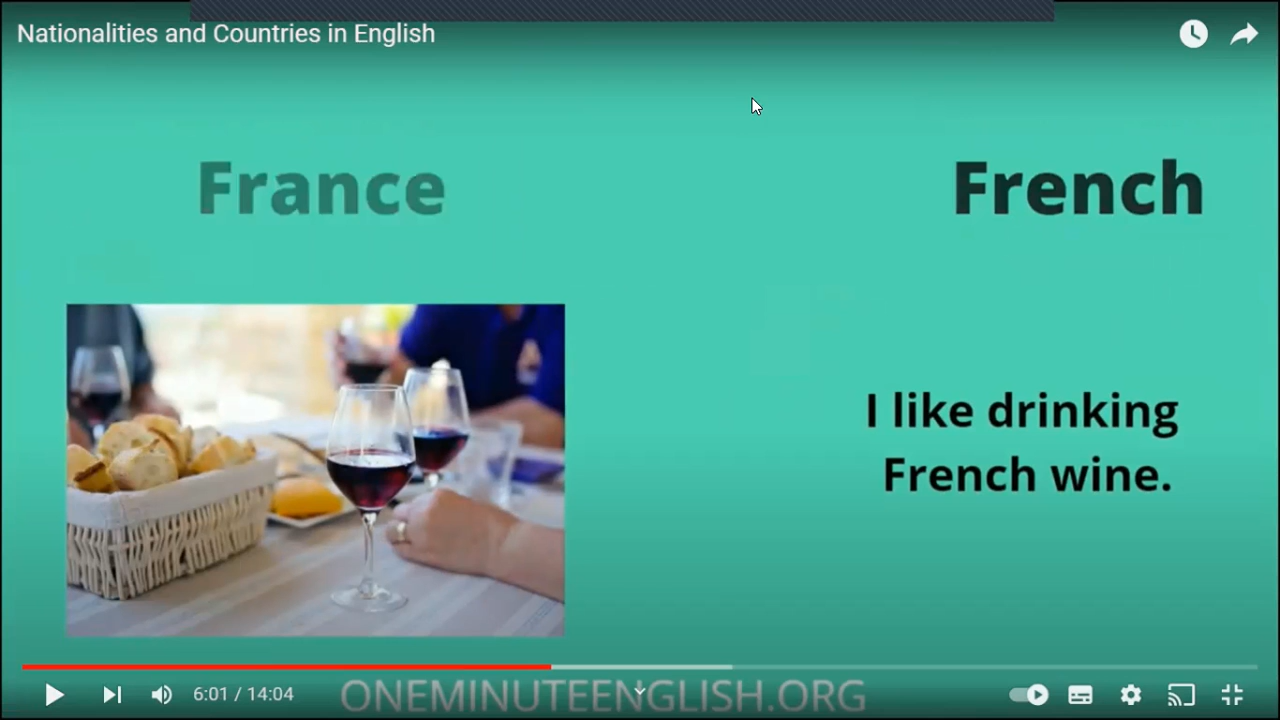 Nationalities and Countries in English
France
French
I like drinking
French wine.
6:01 / 14:04
ONEMINUTEENGLISH.ORG